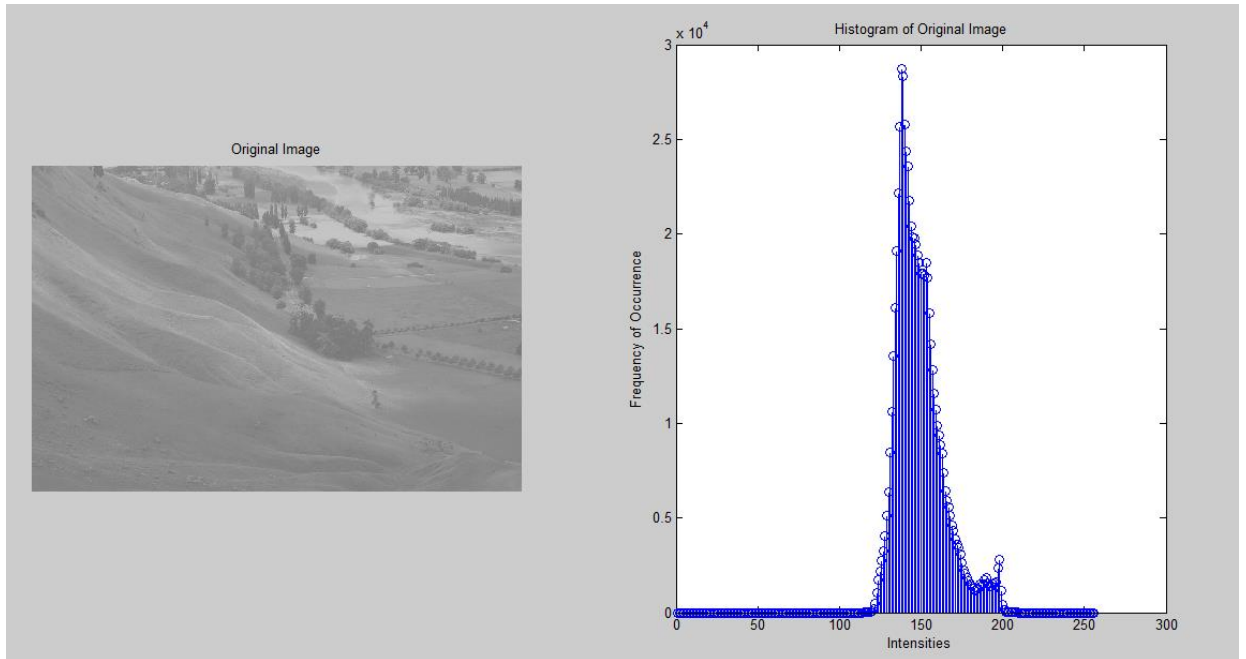 Original Image
Histogram of Original Image
x 10^4
3
2.5
2
1.5
1
0.5
0
Frequency of Occurrence
0 50 100 150 200 250 300
Intensities